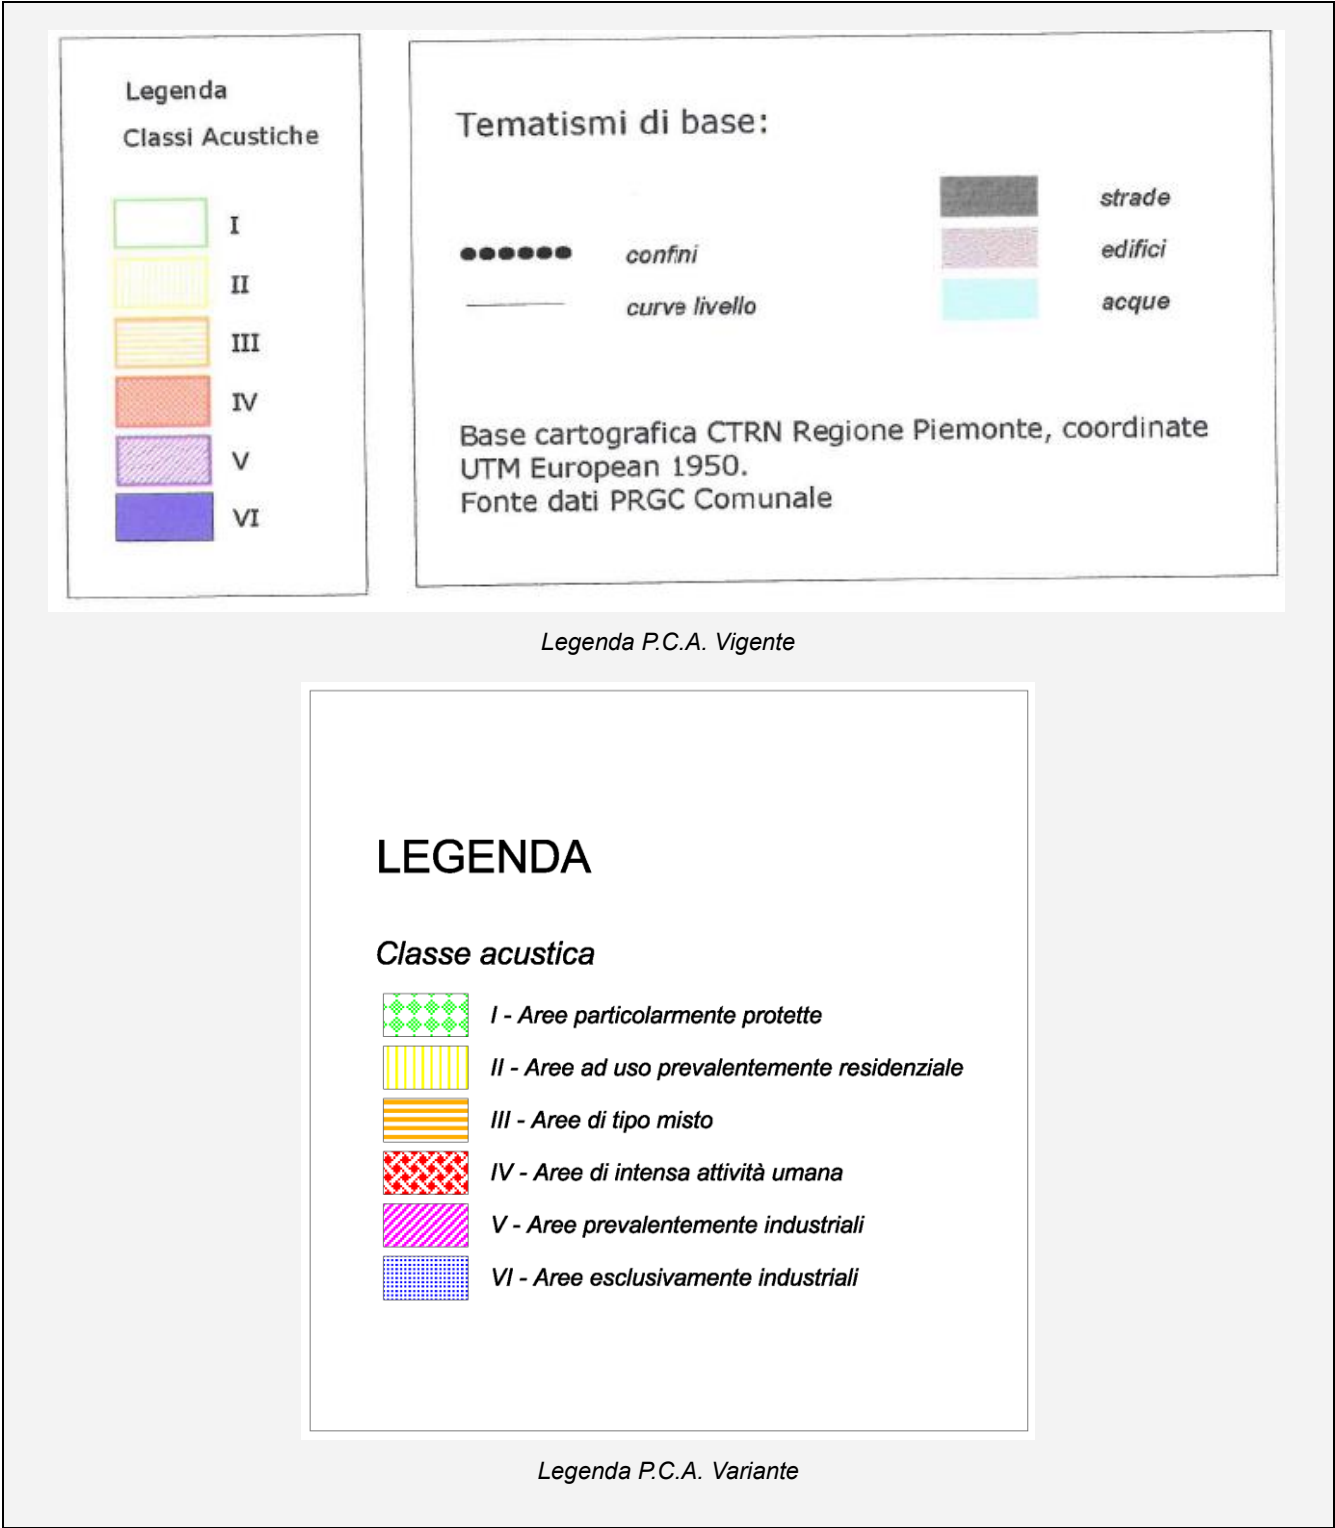 Legenda
Classi Acustiche
I
II
III
IV
V
VI
Tematismi di base:
confini
curve livello
strade
edifici
acque
Base cartografica CTRN Regione Piemonte, coordinate
UTM European 1950.
Fonte dati PRGC Comunale
Legenda P.C.A. Vigente
LEGENDA
Classe acustica
I - Aree particolarmente protette
II - Aree ad uso prevalentemente residenziale
III - Aree di tipo misto
IV - Aree di intensa attività umana
V - Aree prevalentemente industriali
VI - Aree esclusivamente industriali
Legenda P.C.A. Variante